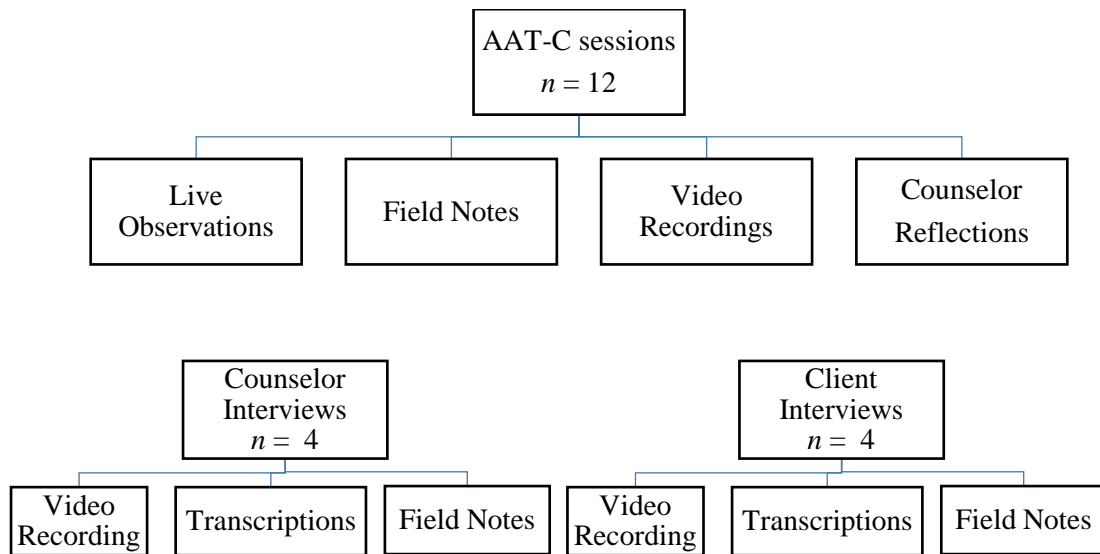 AAT-C sessions
n = 12
Live
Observations
Field Notes
Video
Recordings
Counselor
Reflections
Counselor
Interviews
n = 4
Client
Interviews
n = 4
Video
Recording
Transcriptions
Field Notes
Video
Recording
Transcriptions
Field Notes